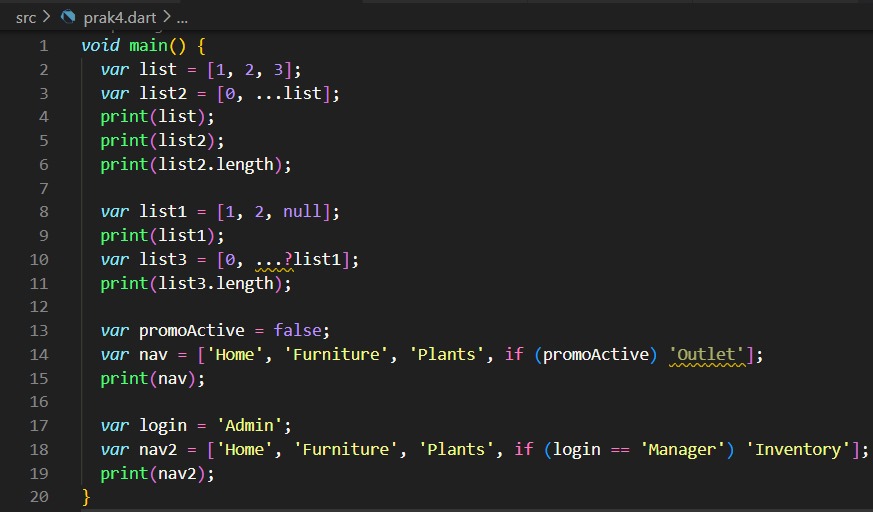 src > prak4.dart > ...
1 void main() {
2 var list = [1, 2, 3];
3 var list2 = [0, ...list];
4 print(list);
5 print(list2);
6 print(list2.length);
7
8 var list1 = [1, 2, null];
9 print(list1);
10 var list3 = [0, ...?list1];
11 print(list3.length);
12
13 var promoActive = false;
14 var nav = ['Home', 'Furniture', 'Plants', if (promoActive) 'Outlet'];
15 print(nav);
16
17 var login = 'Admin';
18 var nav2 = ['Home', 'Furniture', 'Plants', if (login == 'Manager') 'Inventory'];
19 print(nav2);
20 }